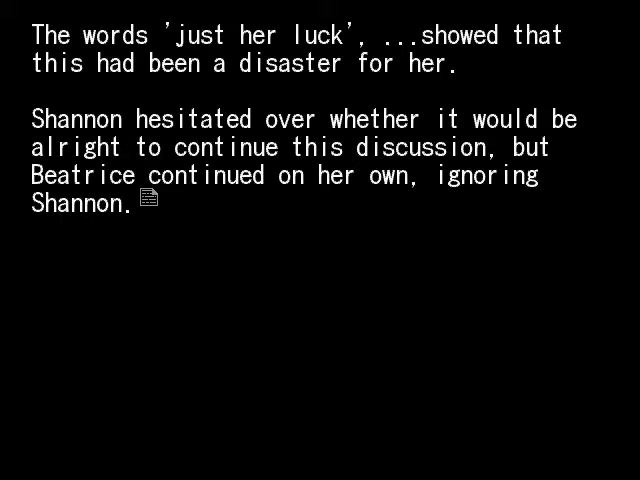 The words 'just her luck', ...showed that
this had been a disaster for her.
Shannon hesitated over whether it would be
alright to continue this discussion, but
Beatrice continued on her own, ignoring
Shannon.